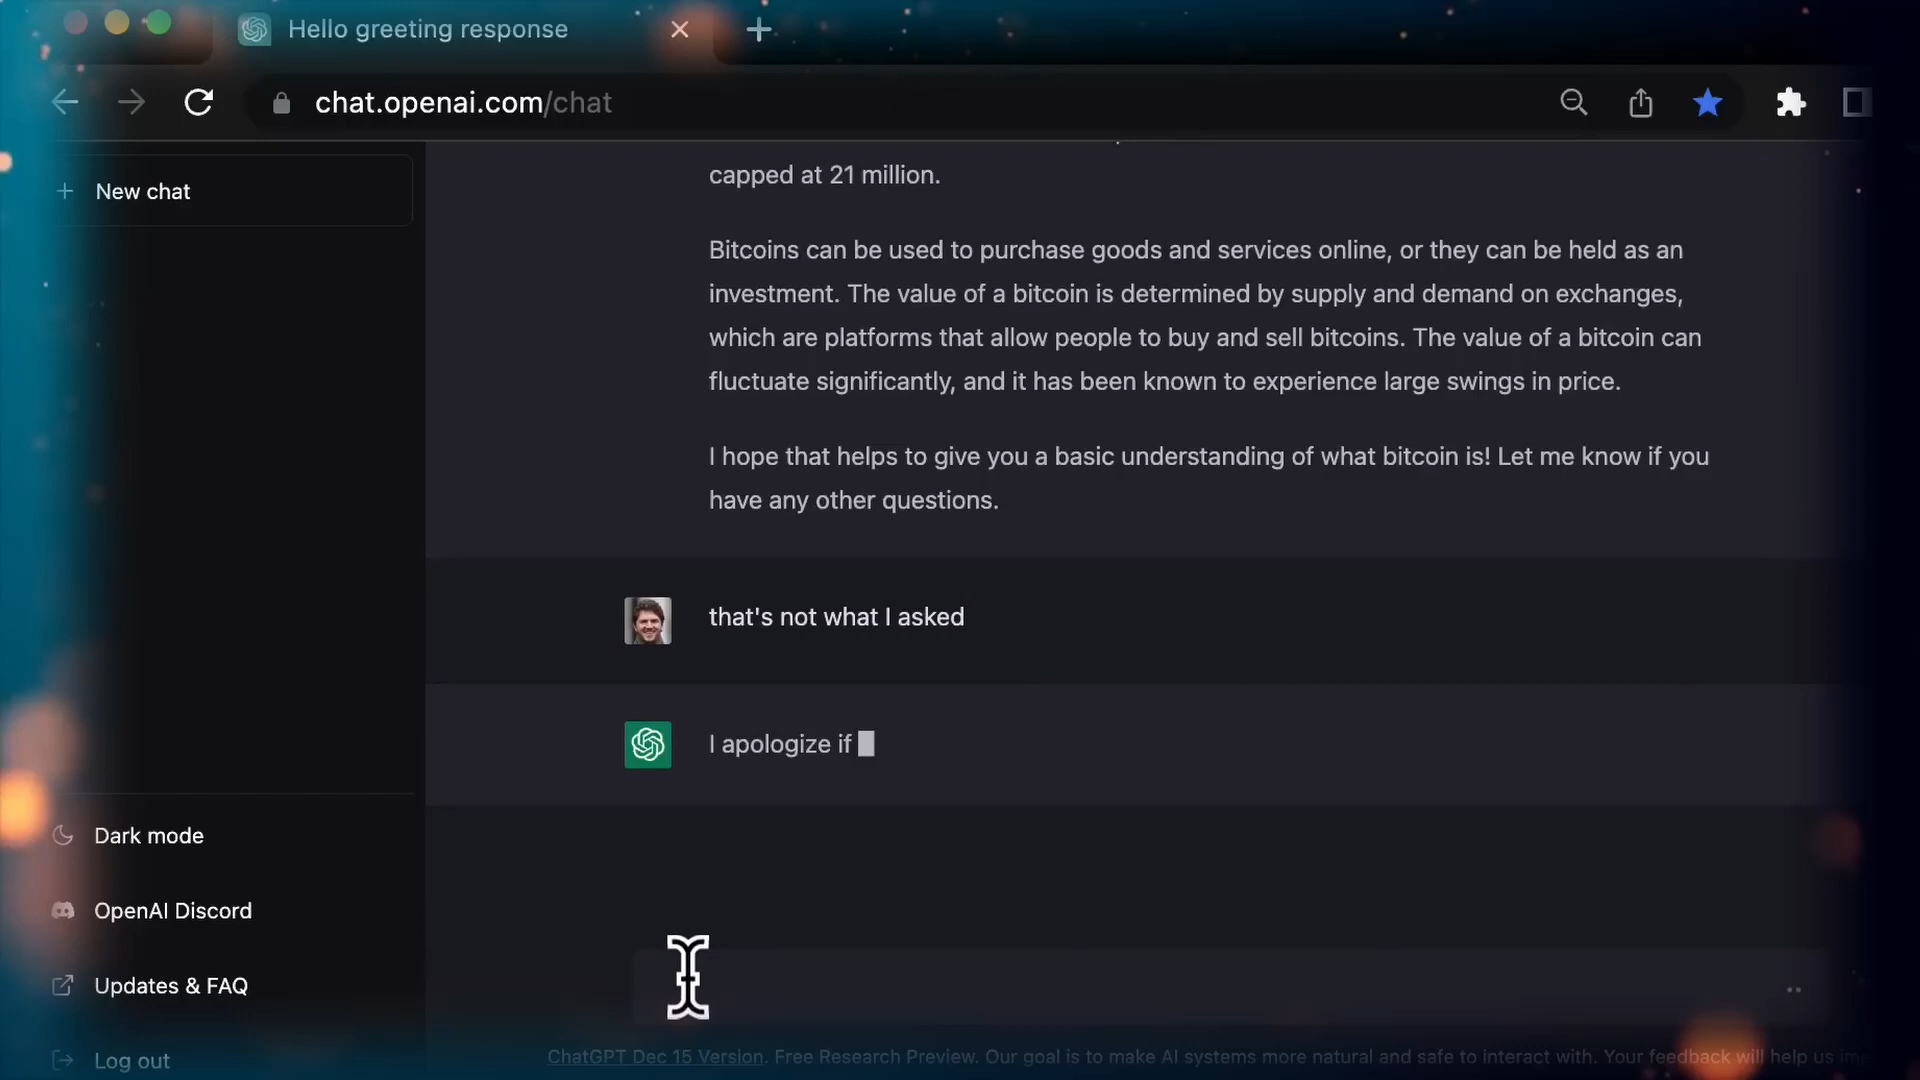 Hello greeting response
chat.openai.com/chat
New chat
capped at 21 million.
Bitcoins can be used to purchase goods and services online, or they can be held as an
investment. The value of a bitcoin is determined by supply and demand on exchanges,
which are platforms that allow people to buy and sell bitcoins. The value of a bitcoin can
fluctuate significantly, and it has been known to experience large swings in price.
I hope that helps to give you a basic understanding of what bitcoin is! Let me know if you
have any other questions.
that's not what I asked
I apologize if
Dark mode
OpenAI Discord
Updates & FAQ
Log out
ChatGPT Dec 15 Version. Free Research Preview. Our goal is to make AI systems more natural and safe to interact with. Your feedback will help us